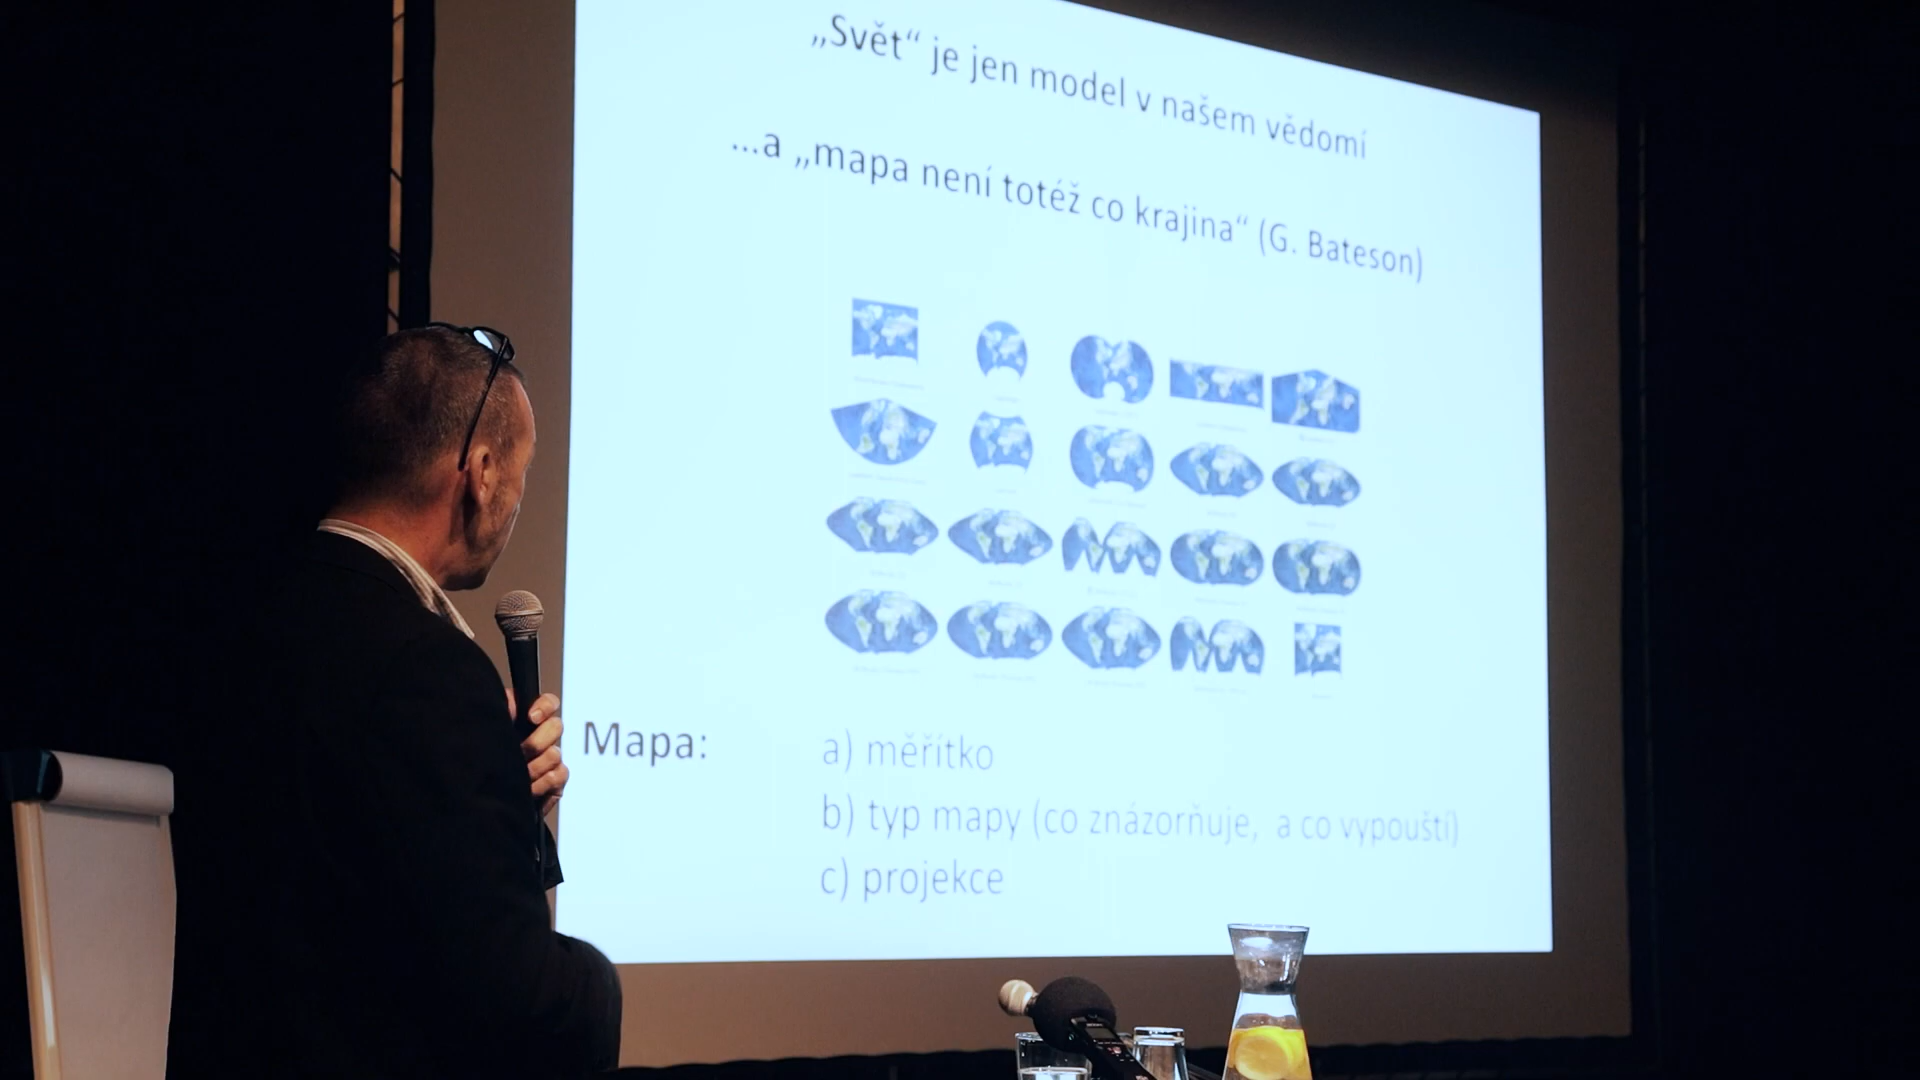 „Svět“ je jen model v našem vědomí
...a „mapa není totéž co krajina“ (G. Bateson)
Mapa:
a) měřítko
b) typ mapy (co znázorňuje, a co vypouští)
c) projekce